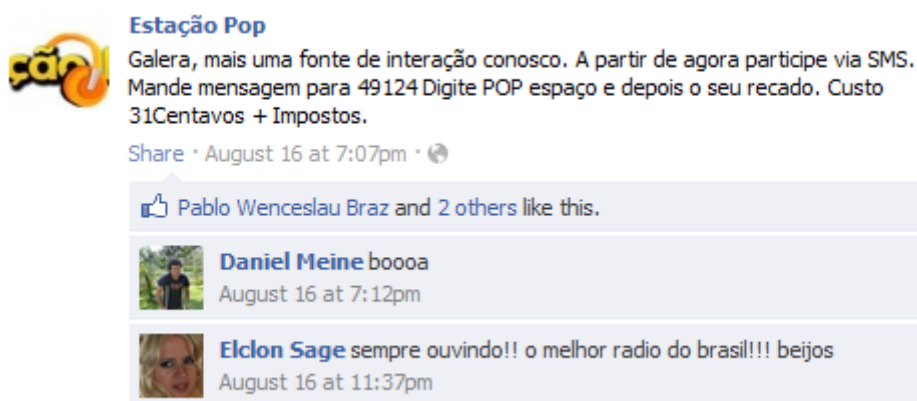 ção
Estação Pop
Galera, mais uma fonte de interação conosco. A partir de agora participe via SMS.
Mande mensagem para 49124 Digite POP espaço e depois o seu recado. Custo
31Centavos + Impostos.
Share · August 16 at 7:07pm ·
Pablo Wenceslau Braz and 2 others like this.
Daniel Meine boooa
August 16 at 7:12pm
Elclon Sage sempre ouvindo!! o melhor radio do brasil!!! beijos
August 16 at 11:37pm